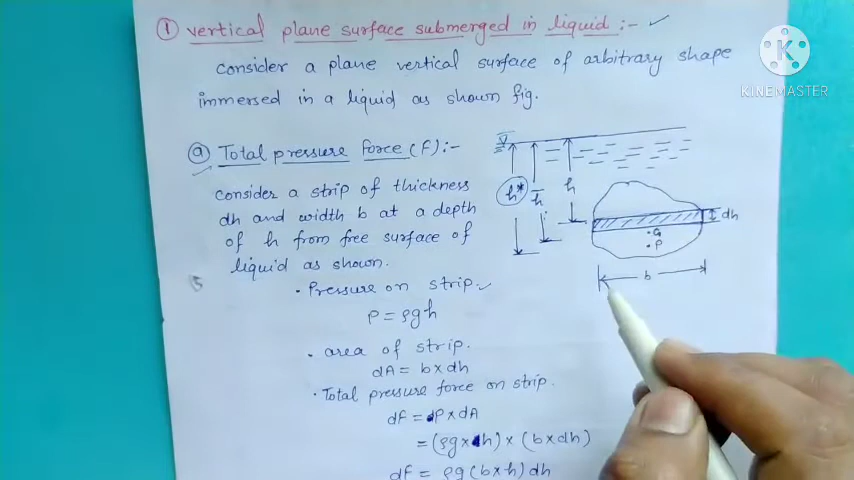 ① vertical plane surface submerged in liquid :- ✓
Consider a plane vertical surface of arbitrary shape
immersed in a liquid as shown fig.
K
KINEMASTER
ⓐ Total pressure force (F) :-
consider a strip of thickness
dh and width b at a depth
of h from free surface of
liquid as shown.
• Pressure on strip.
P = ρgh
• area of strip.
dA = b×dh
• Total pressure force on strip.
dF = P × dA
= (ρg×h) × (b×dh)
dF = ρg(b×h)dh
h* h̅ h
dh
•G
•P
b